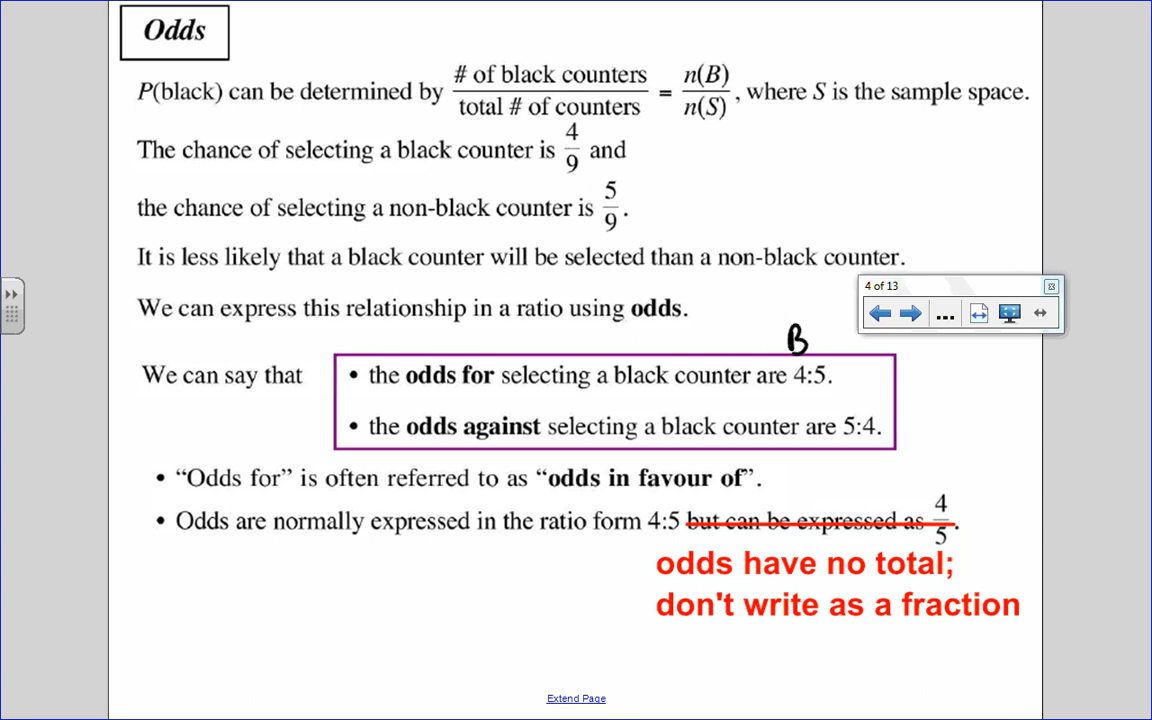 Odds
P(black) can be determined by # of black counters / total # of counters = n(B) / n(S), where S is the sample space.
The chance of selecting a black counter is 4/9 and
the chance of selecting a non-black counter is 5/9.
It is less likely that a black counter will be selected than a non-black counter.
4 of 13
We can express this relationship in a ratio using odds.
...
B
We can say that • the odds for selecting a black counter are 4:5.
• the odds against selecting a black counter are 5:4.
• “Odds for” is often referred to as “odds in favour of”.
• Odds are normally expressed in the ratio form 4:5 but can be expressed as 4/5.
odds have no total;
don't write as a fraction
Extend Page